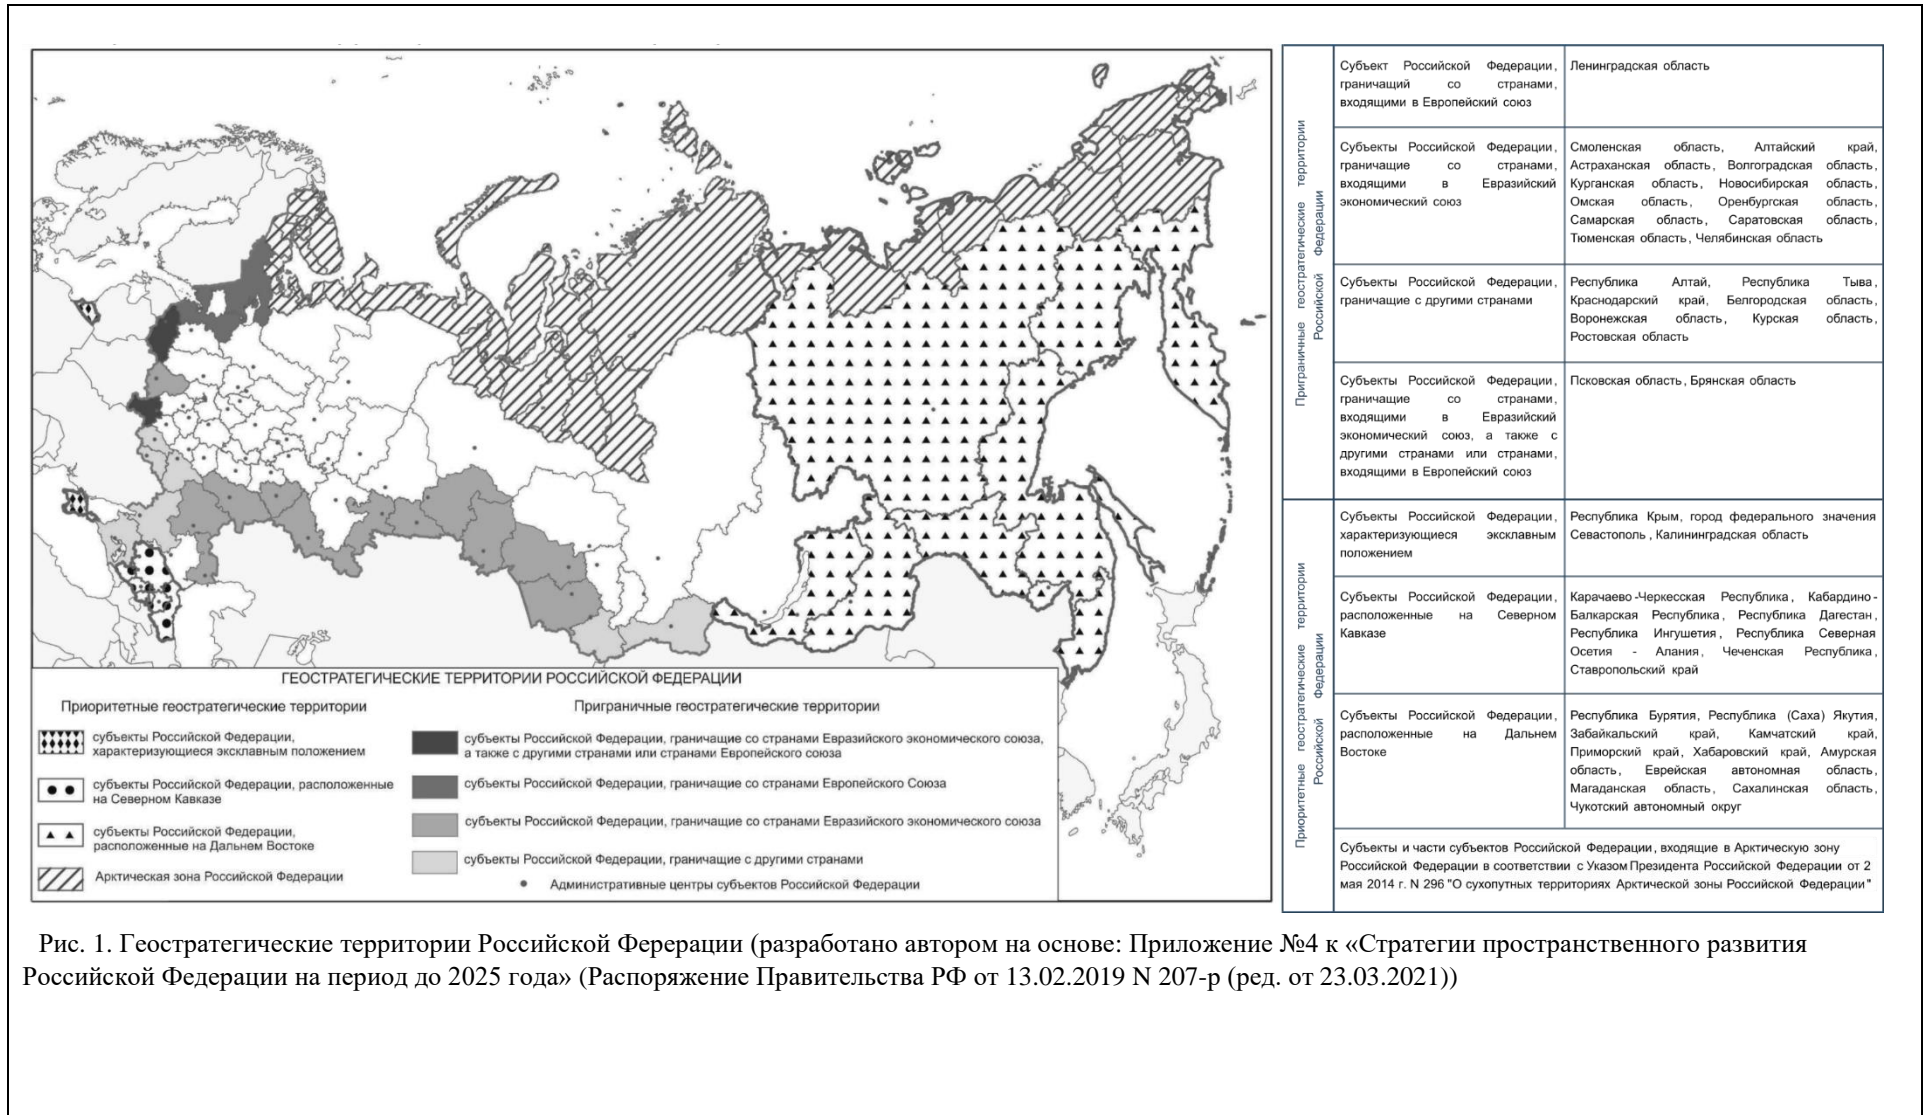 ГЕОСТРАТЕГИЧЕСКИЕ ТЕРРИТОРИИ РОССИЙСКОЙ ФЕДЕРАЦИИ
Приоритетные геостратегические территории
субъекты Российской Федерации,
характеризующиеся эксклавным положением
субъекты Российской Федерации, расположенные
на Северном Кавказе
субъекты Российской Федерации,
расположенные на Дальнем Востоке
Арктическая зона Российской Федерации
Приграничные геостратегические территории
субъекты Российской Федерации, граничащие со странами Евразийского экономического союза,
а также с другими странами или странами Европейского союза
субъекты Российской Федерации, граничащие со странами Европейского Союза
субъекты Российской Федерации, граничащие со странами Евразийского экономического союза
субъекты Российской Федерации, граничащие с другими странами
Административные центры субъектов Российской Федерации
Приграничные геостратегические территории
Российской Федерации
Субъект Российской Федерации,
граничащий со странами,
входящими в Европейский союз
Ленинградская область
Субъекты Российской Федерации,
граничащие со странами,
входящими в Евразийский
экономический союз
Смоленская область, Алтайский край,
Астраханская область, Волгоградская область,
Курганская область, Новосибирская область,
Омская область, Оренбургская область,
Самарская область, Саратовская область,
Тюменская область, Челябинская область
Субъекты Российской Федерации,
граничащие с другими странами
Республика Алтай, Республика Тыва,
Краснодарский край, Белгородская область,
Воронежская область, Курская область,
Ростовская область
Субъекты Российской Федерации,
граничащие со странами,
входящими в Евразийский
экономический союз, а также с
другими странами или странами,
входящими в Европейский союз
Псковская область, Брянская область
Приоритетные геостратегические территории
Российской Федерации
Субъекты Российской Федерации,
характеризующиеся эксклавным
положением
Республика Крым, город федерального значения
Севастополь, Калининградская область
Субъекты Российской Федерации,
расположенные на Северном
Кавказе
Карачаево-Черкесская Республика, Кабардино-
Балкарская Республика, Республика Дагестан,
Республика Ингушетия, Республика Северная
Осетия - Алания, Чеченская Республика,
Ставропольский край
Субъекты Российской Федерации,
расположенные на Дальнем
Востоке
Республика Бурятия, Республика (Саха) Якутия,
Забайкальский край, Камчатский край,
Приморский край, Хабаровский край, Амурская
область, Еврейская автономная область,
Магаданская область, Сахалинская область,
Чукотский автономный округ
Субъекты и части субъектов Российской Федерации, входящие в Арктическую зону
Российской Федерации в соответствии с Указом Президента Российской Федерации от 2
мая 2014 г. N 296 "О сухопутных территориях Арктической зоны Российской Федерации"
Рис. 1. Геостратегические территории Российской Ферерации (разработано автором на основе: Приложение №4 к «Стратегии пространственного развития
Российской Федерации на период до 2025 года» (Распоряжение Правительства РФ от 13.02.2019 N 207-р (ред. от 23.03.2021))